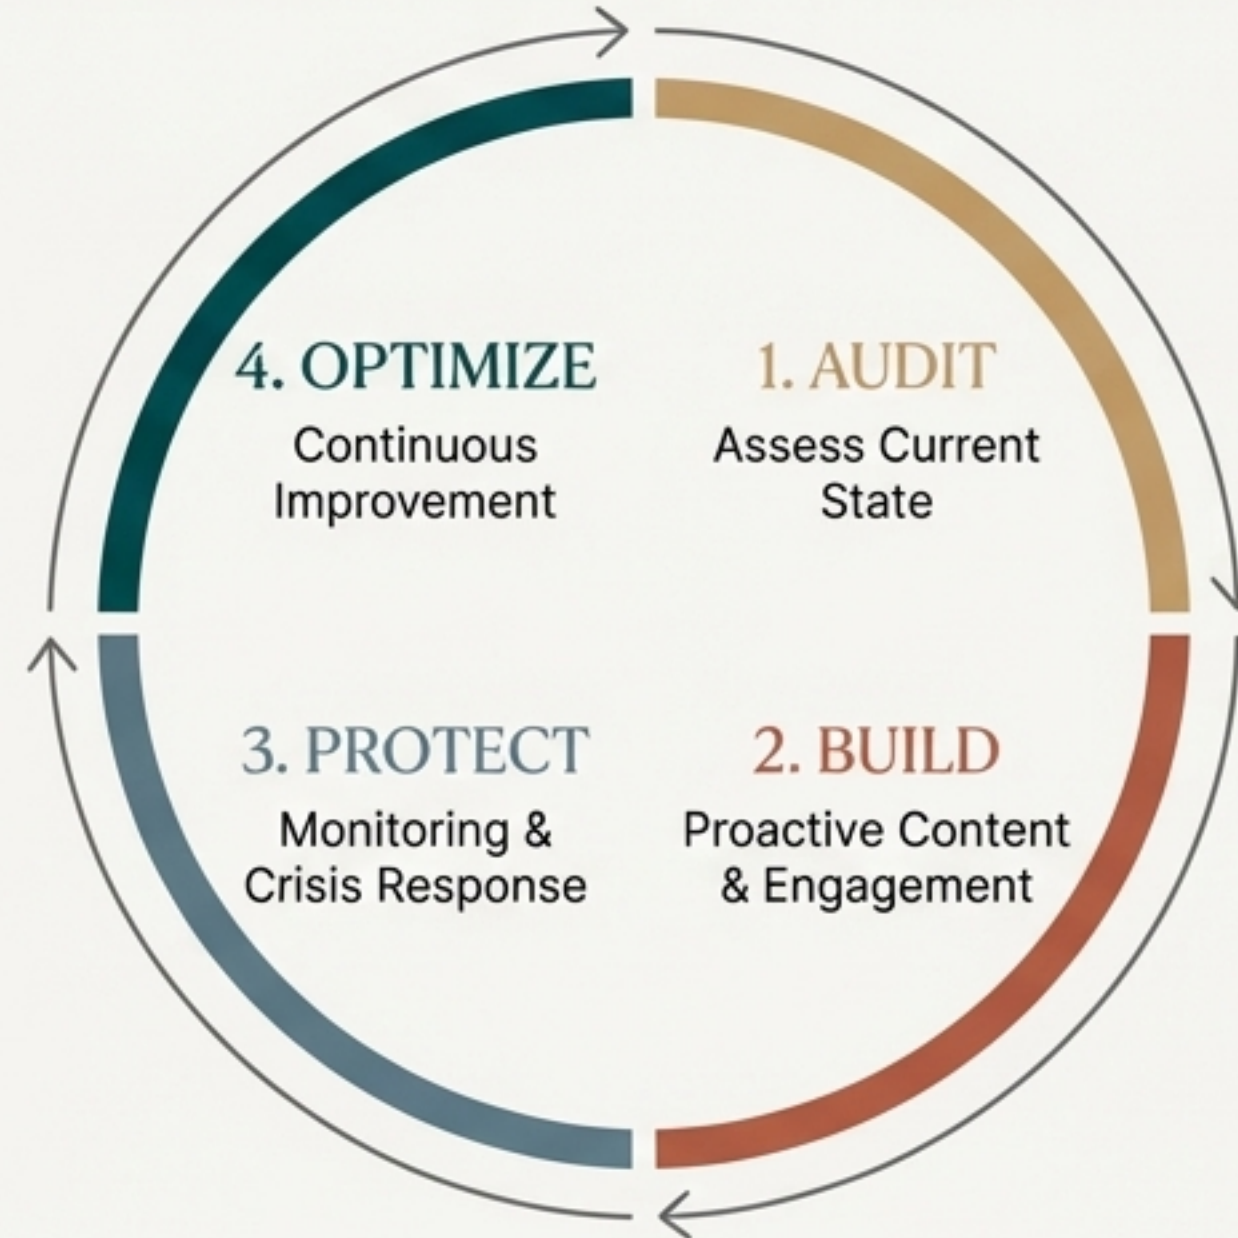 1. AUDIT
Assess Current
State
2. BUILD
Proactive Content
& Engagement
3. PROTECT
Monitoring &
Crisis Response
4. OPTIMIZE
Continuous
Improvement